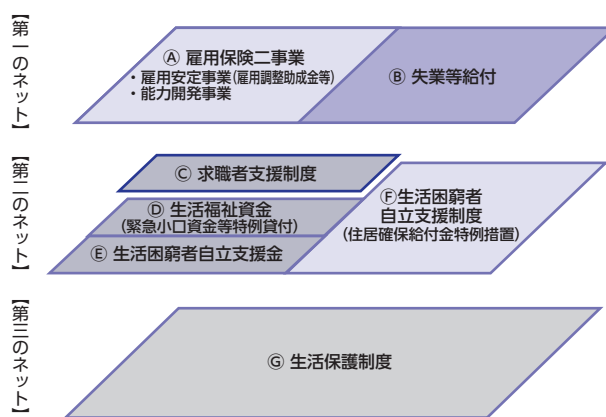 【第一のネット】
Ⓐ 雇用保険二事業
・雇用安定事業(雇用調整助成金等)
・能力開発事業
Ⓑ 失業等給付
【第二のネット】
Ⓒ 求職者支援制度
Ⓓ 生活福祉資金
(緊急小口資金等特例貸付)
Ⓔ 生活困窮者自立支援金
Ⓕ生活困窮者
自立支援制度
(住居確保給付金特例措置)
【第三のネット】
Ⓖ 生活保護制度